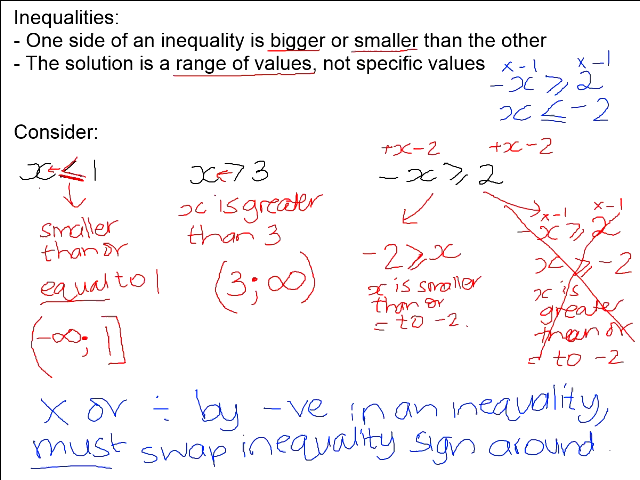 Inequalities:
- One side of an inequality is bigger or smaller than the other
- The solution is a range of values, not specific values
x-1 x-1
-x ≥ 2
x ≤ -2
Consider:
x ≤ 1
smaller
than or
equal to 1
(-∞; 1]
x > 3
x is greater
than 3
(3; ∞)
+x-2 +x-2
-x ≥ 2
-2 ≥ x
x is smaller
than or
= to -2.
x-1 x-1
-x ≥ 2
x ≥ -2
x is
greater
than or
= to -2
x or ÷ by -ve in an inequality,
must swap inequality sign around.